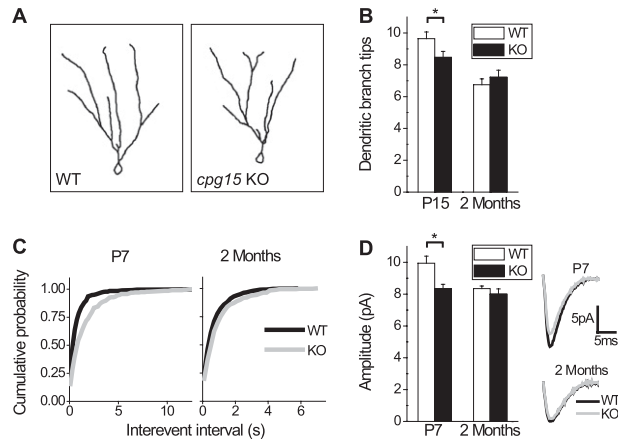 A
WT
cpg15 KO
B
Dendritic branch tips
10
8
6
4
2
0
WT
KO
*
P15
2 Months
C
P7
2 Months
Cumulative probability
1.00
0.75
0.50
0.25
0.00
0
5
10
0
2
4
6
WT
KO
Interevent interval (s)
D
Amplitude (pA)
10
8
6
4
2
0
WT
KO
*
P7
2 Months
P7
5pA
5ms
2 Months
WT
KO